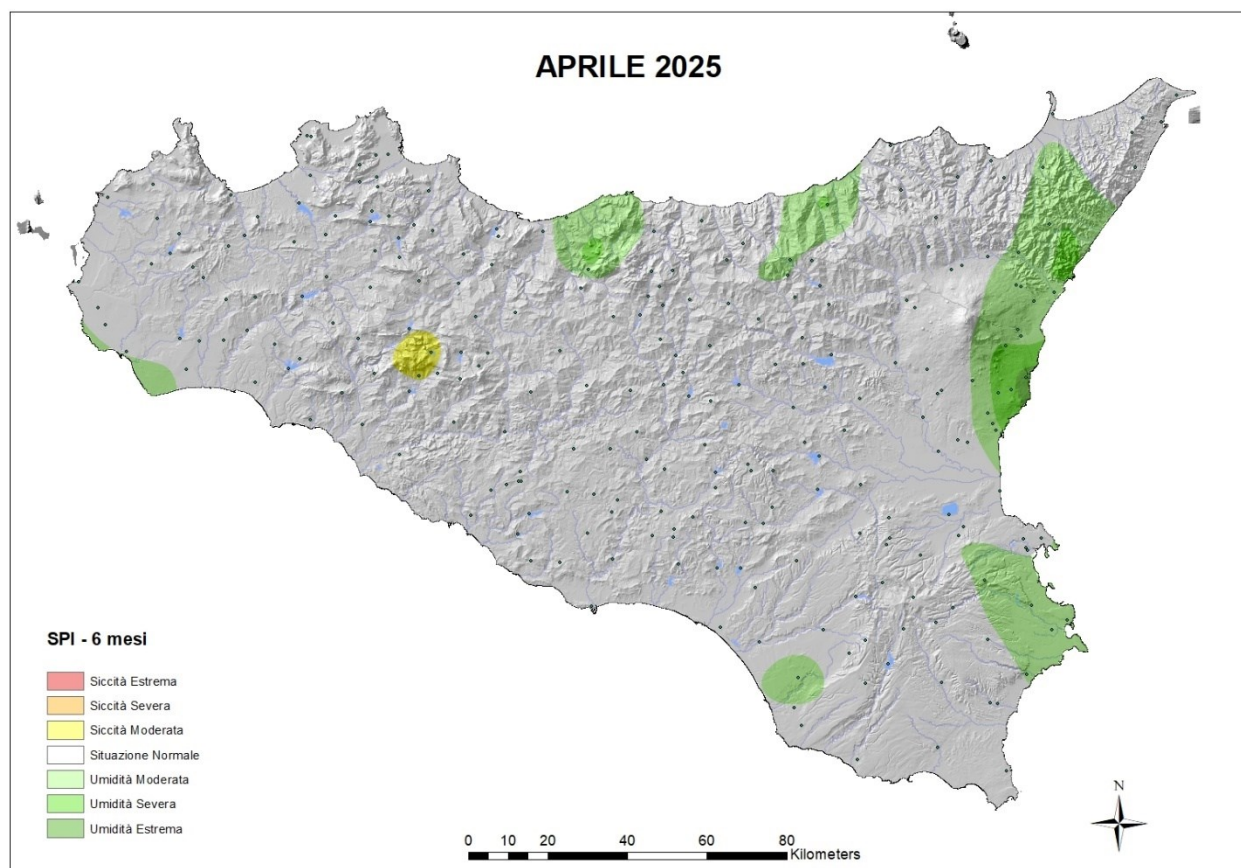 APRILE 2025
SPI - 6 mesi
Siccità Estrema
Siccità Severa
Siccità Moderata
Situazione Normale
Umidità Moderata
Umidità Severa
Umidità Estrema
N
0 10 20 40 60 80
Kilometers